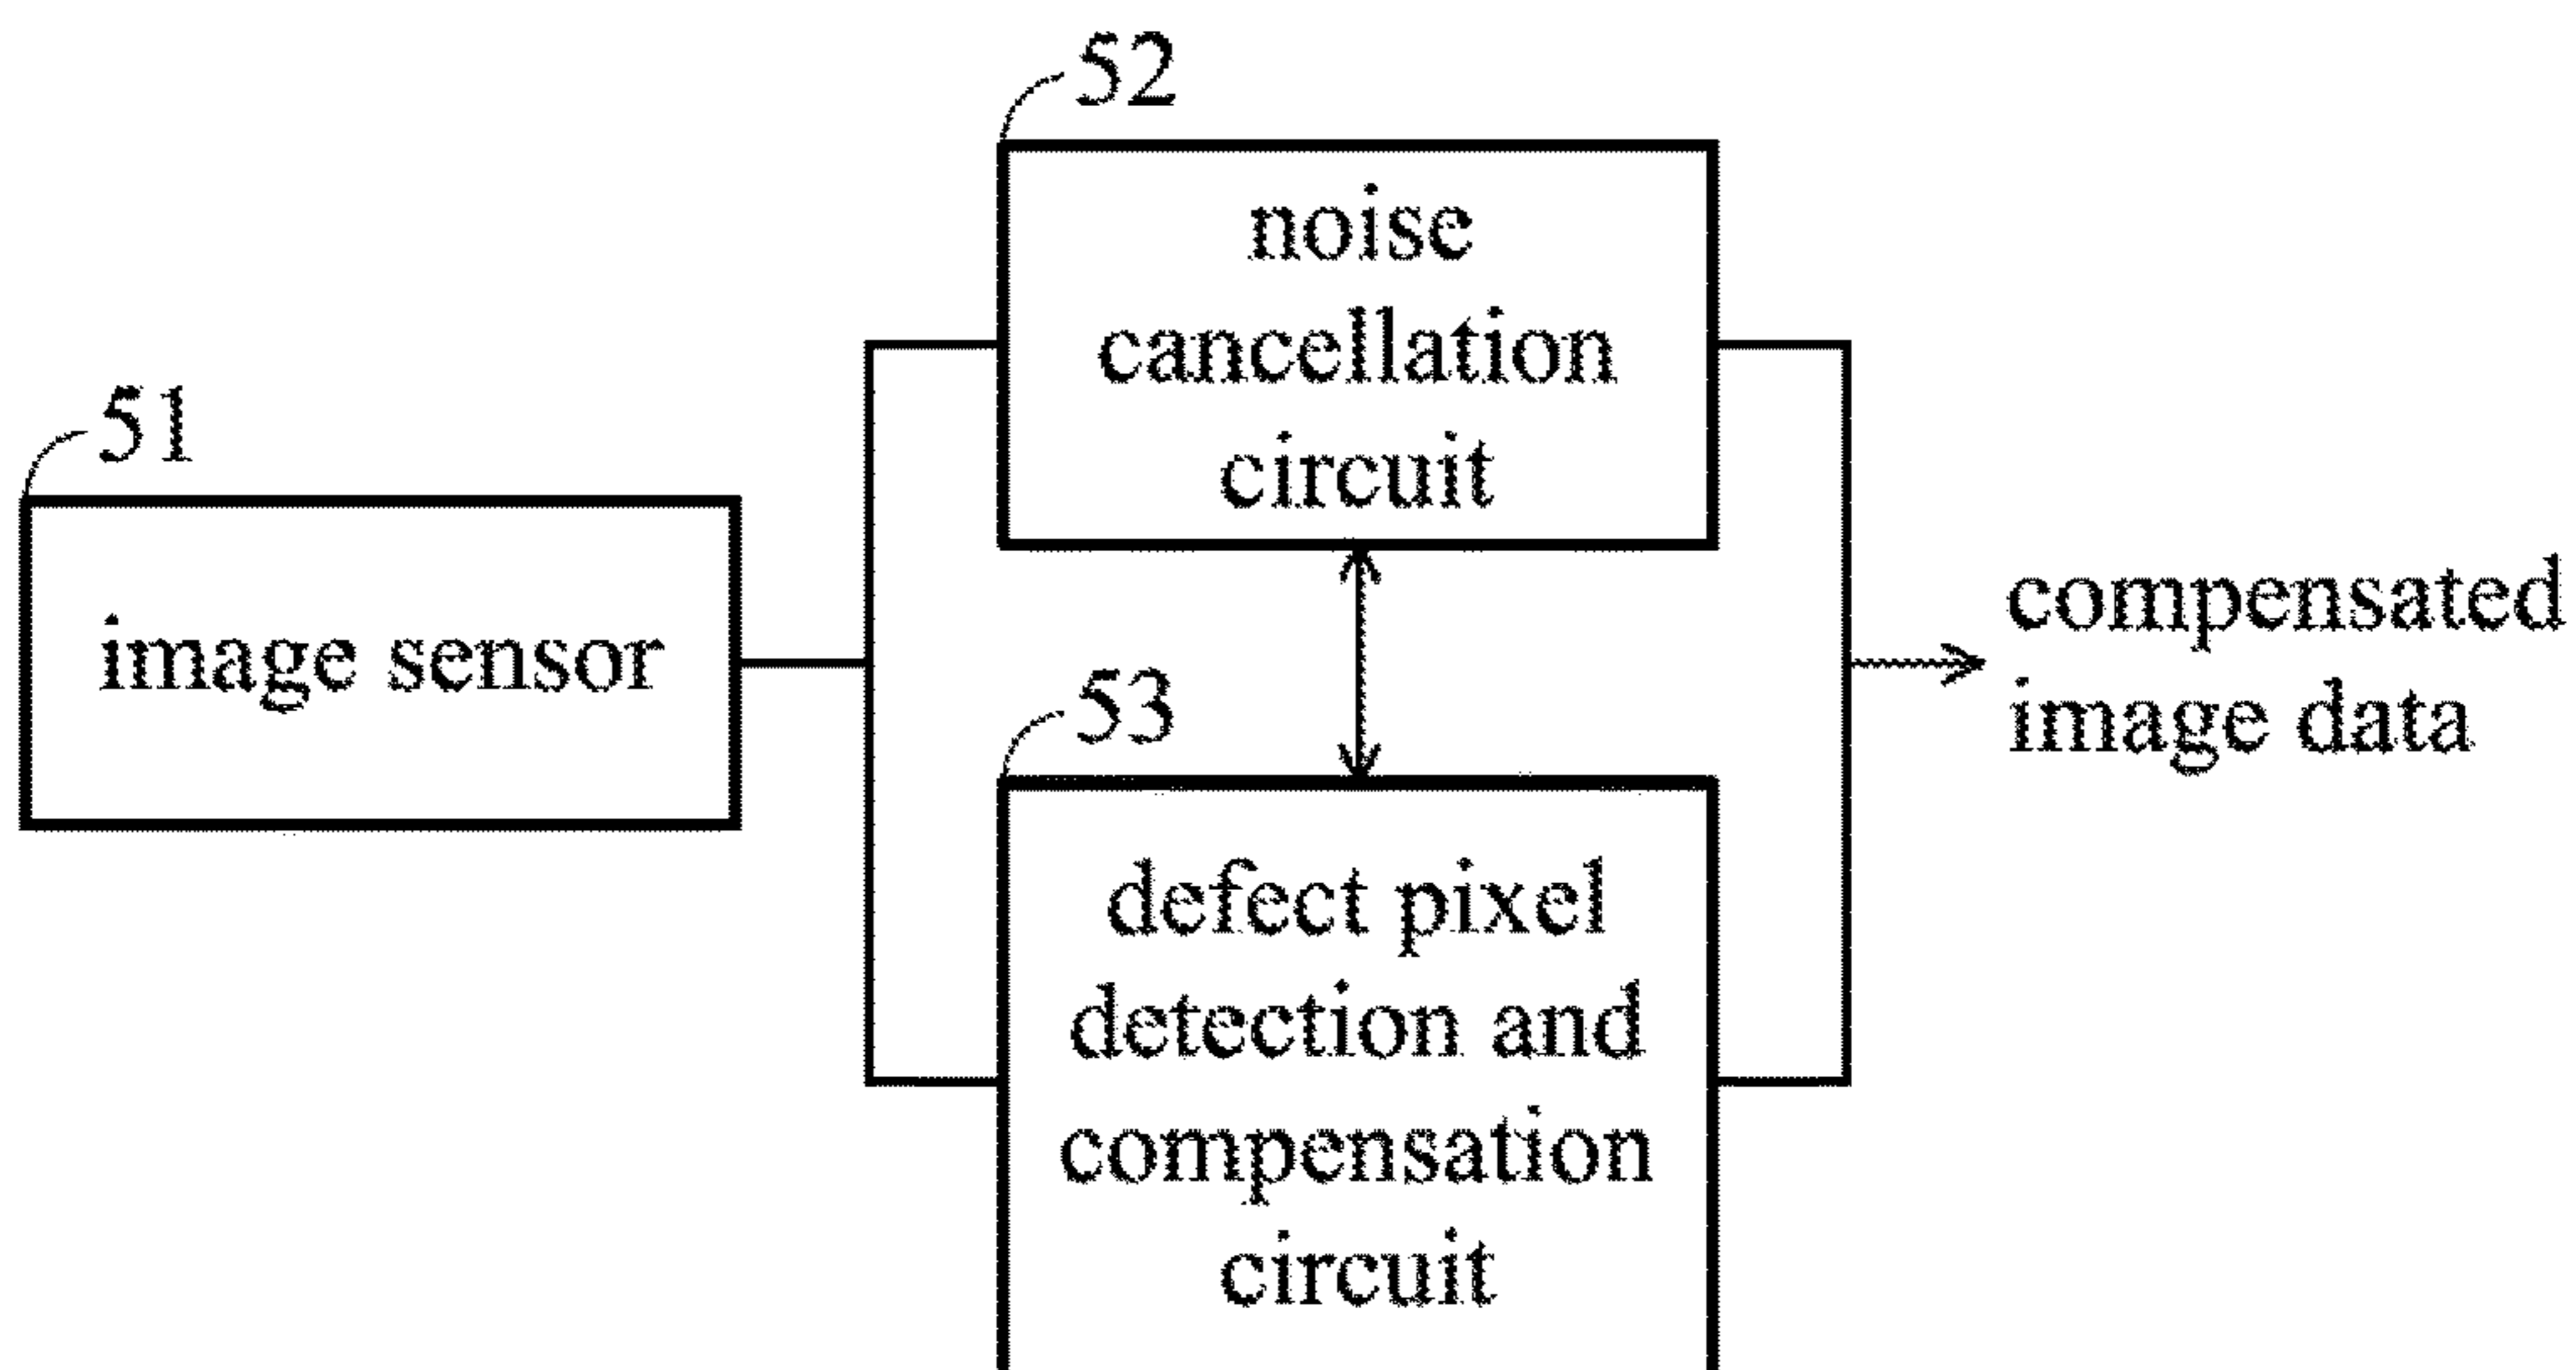 51
image sensor
52
noise
cancellation
circuit
53
defect pixel
detection and
compensation
circuit
compensated
image data